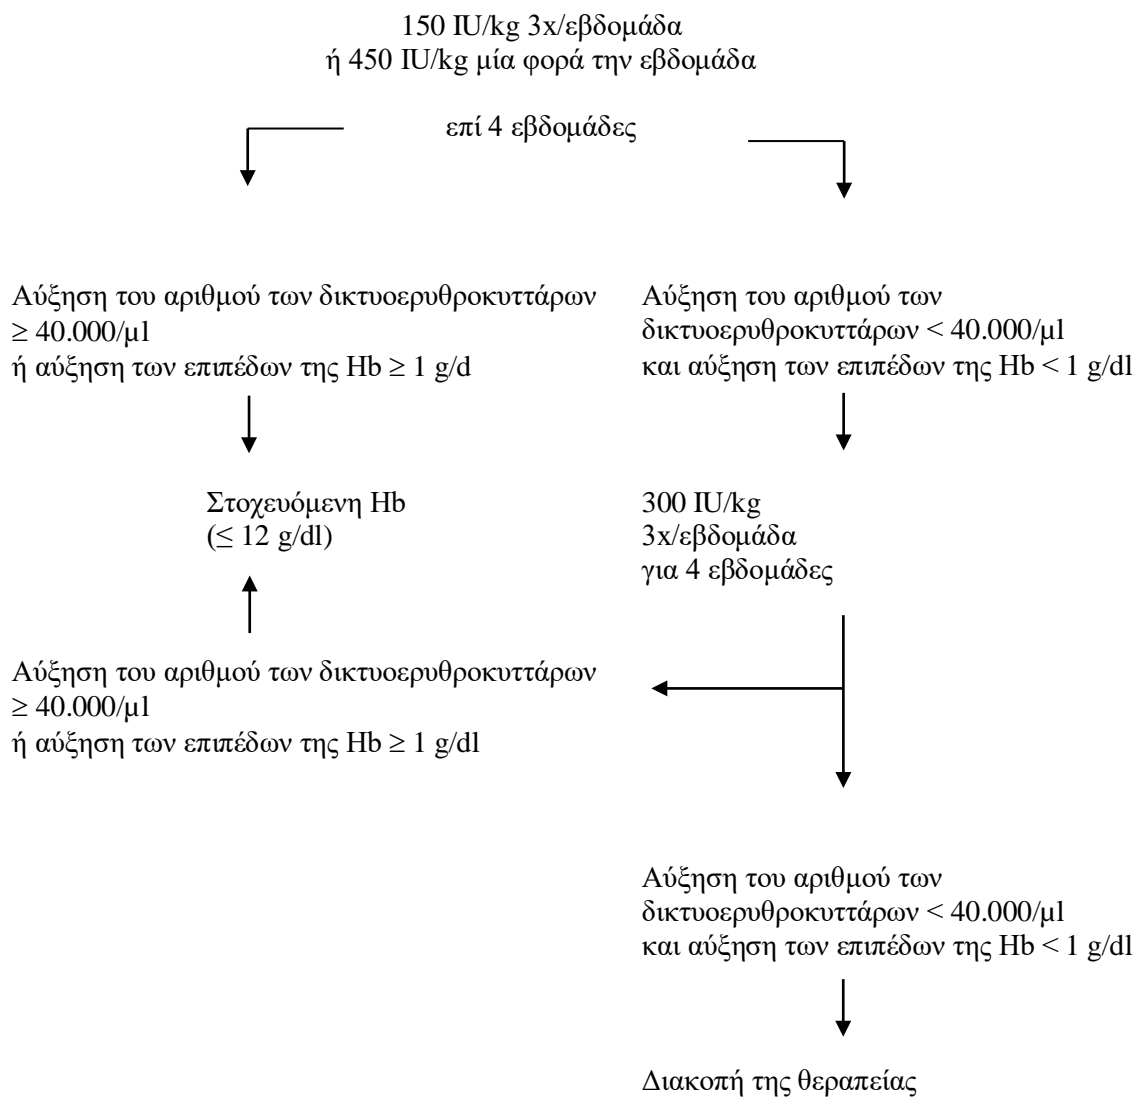 150 IU/kg 3x/εβδομάδα
ή 450 IU/kg μία φορά την εβδομάδα
επί 4 εβδομάδες
Αύξηση του αριθμού των δικτυοερυθροκυττάρων
≥ 40.000/μl
ή αύξηση των επιπέδων της Hb ≥ 1 g/d
Αύξηση του αριθμού των
δικτυοερυθροκυττάρων < 40.000/μl
και αύξηση των επιπέδων της Hb < 1 g/dl
Στοχευόμενη Hb
(≤ 12 g/dl)
300 IU/kg
3x/εβδομάδα
για 4 εβδομάδες
Αύξηση του αριθμού των δικτυοερυθροκυττάρων
≥ 40.000/μl
ή αύξηση των επιπέδων της Hb ≥ 1 g/dl
Αύξηση του αριθμού των
δικτυοερυθροκυττάρων < 40.000/μl
και αύξηση των επιπέδων της Hb < 1 g/dl
Διακοπή της θεραπείας